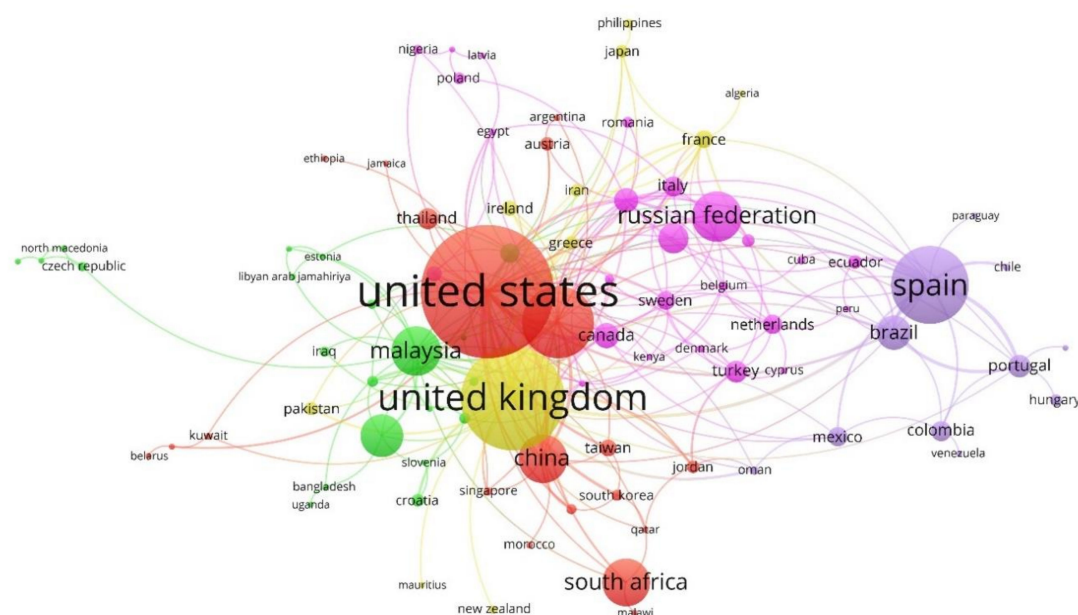 philippines
nigeria
latvia
japan
poland
algeria
argentina
romania
egypt
austria
france
ethiopia
jamaica
iran
italy
thailand
ireland
russian federation
paraguay
north macedonia
greece
estonia
czech republic
cuba
ecuador
chile
libyan arab jamahiriya
united states
belgium
spain
sweden
peru
netherlands
brazil
canada
iraq
malaysia
denmark
kenya
portugal
turkey
cyprus
united kingdom
hungary
pakistan
kuwait
mexico
colombia
belarus
china
taiwan
venezuela
slovenia
jordan
oman
bangladesh
singapore
south korea
uganda
croatia
qatar
morocco
mauritius
south africa
new zealand
malawi